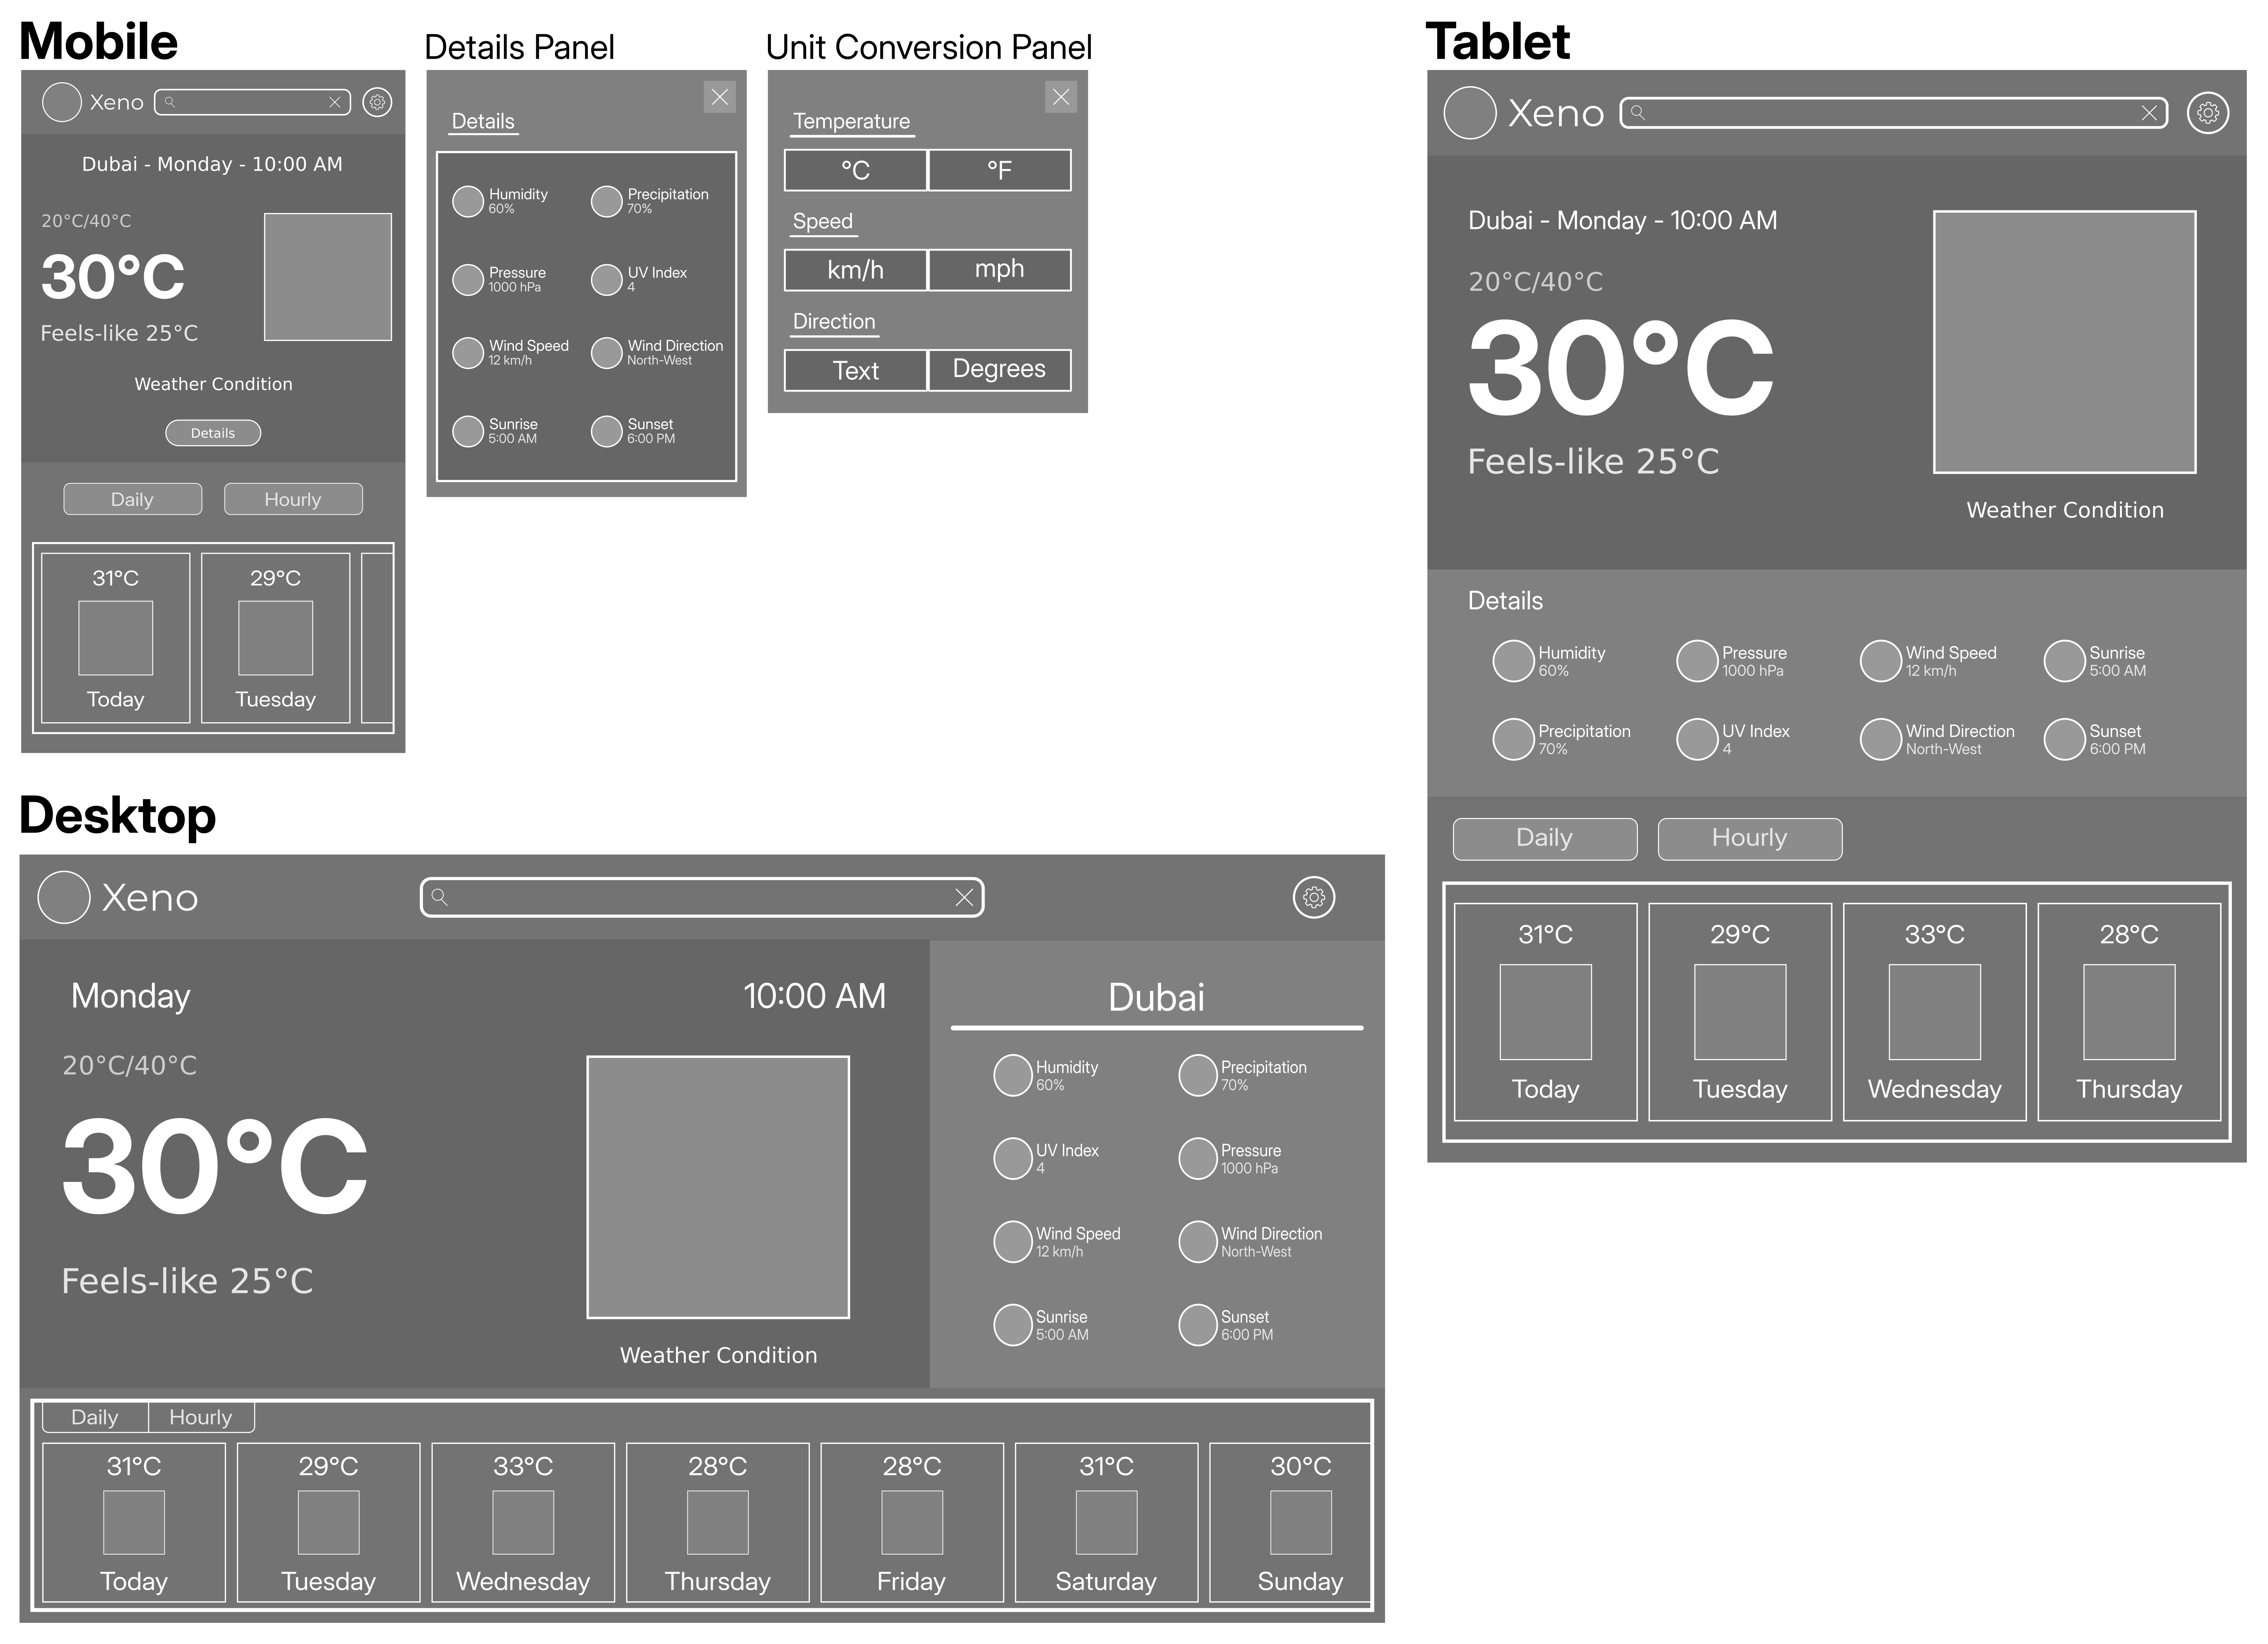 Mobile
Xeno
Dubai - Monday - 10:00 AM
20°C/40°C
30°C
Feels-like 25°C
Weather Condition
Details
Daily Hourly
31°C 29°C
Today Tuesday
Details Panel
Details
Humidity Precipitation
60% 70%
Pressure UV Index
1000 hPa 4
Wind Speed Wind Direction
12 km/h North-West
Sunrise Sunset
5:00 AM 6:00 PM
Unit Conversion Panel
Temperature
°C °F
Speed
km/h mph
Direction
Text Degrees
Tablet
Xeno
Dubai - Monday - 10:00 AM
20°C/40°C
30°C
Feels-like 25°C
Weather Condition
Details
Humidity Pressure Wind Speed Sunrise
60% 1000 hPa 12 km/h 5:00 AM
Precipitation UV Index Wind Direction Sunset
70% 4 North-West 6:00 PM
Daily Hourly
31°C 29°C 33°C 28°C
Today Tuesday Wednesday Thursday
Desktop
Xeno
Monday 10:00 AM
20°C/40°C
30°C
Feels-like 25°C
Weather Condition
Dubai
Humidity Precipitation
60% 70%
UV Index Pressure
4 1000 hPa
Wind Speed Wind Direction
12 km/h North-West
Sunrise Sunset
5:00 AM 6:00 PM
Daily Hourly
31°C 29°C 33°C 28°C 28°C 31°C 30°C
Today Tuesday Wednesday Thursday Friday Saturday Sunday